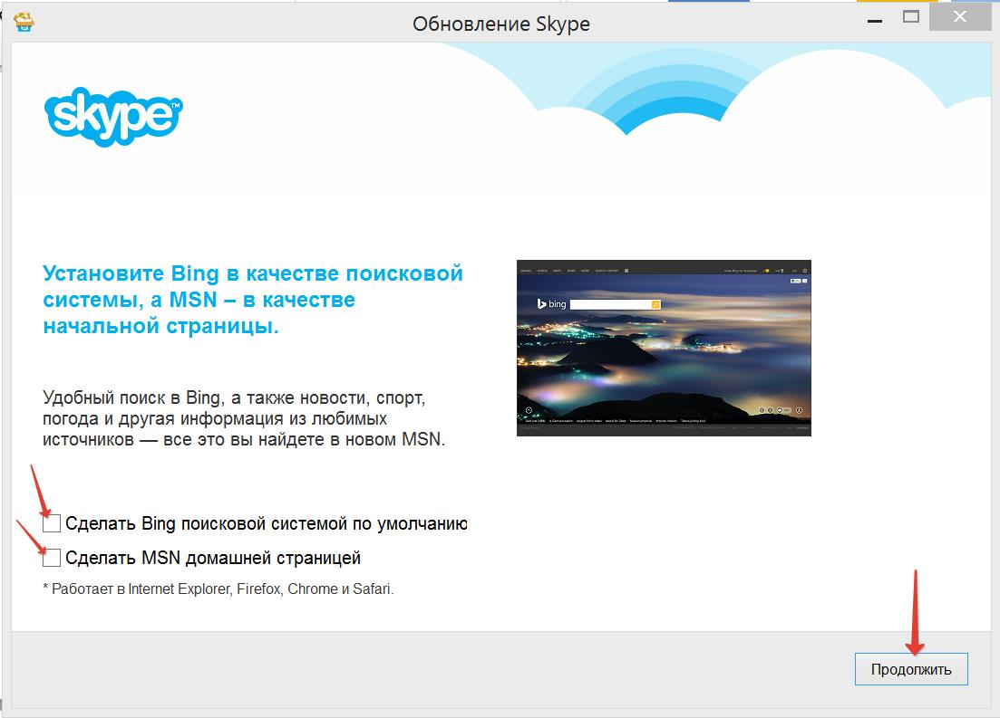 Обновление Skype
skype™
Установите Bing в качестве поисковой
системы, а MSN – в качестве
начальной страницы.
bing
Удобный поиск в Bing, а также новости, спорт,
погода и другая информация из любимых
источников — все это вы найдете в новом MSN.
Сделать Bing поисковой системой по умолчанию
Сделать MSN домашней страницей
* Работает в Internet Explorer, Firefox, Chrome и Safari.
Продолжить